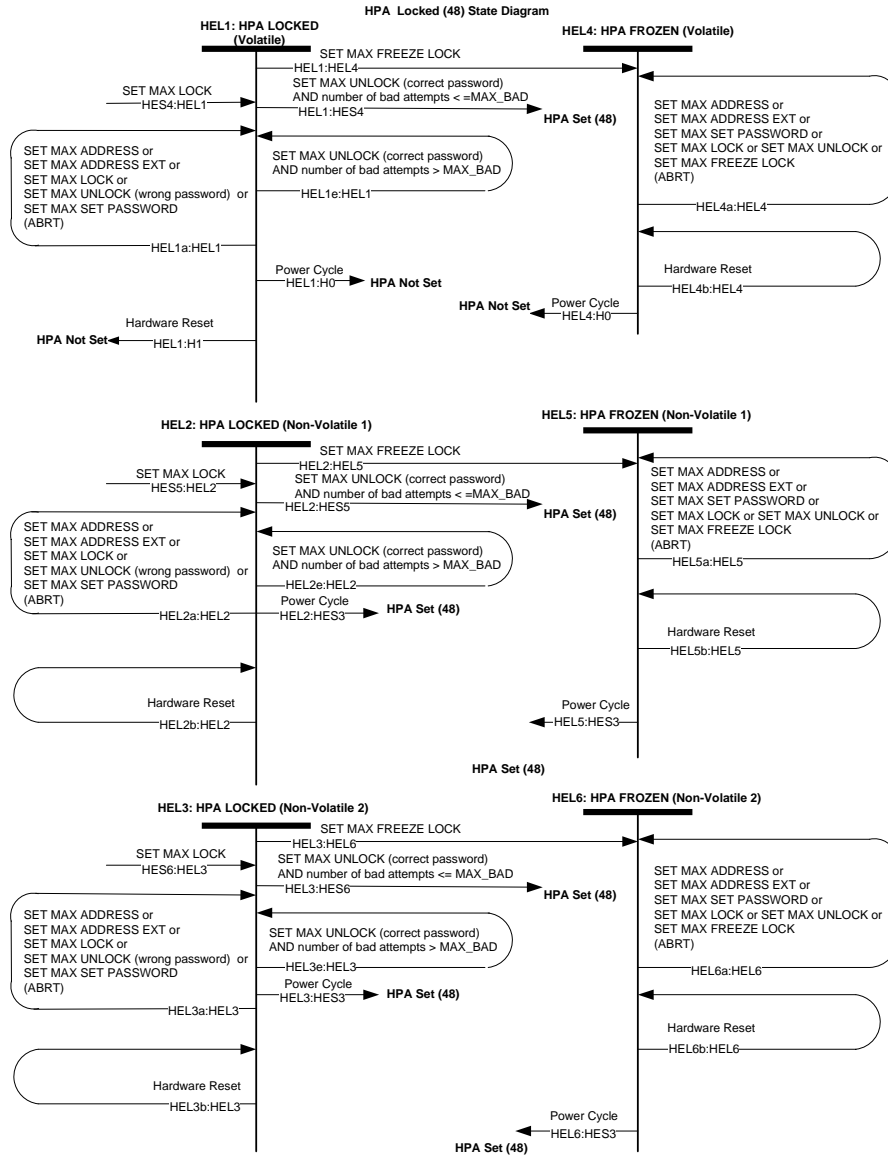 HPA Locked (48) State Diagram
HEL1: HPA LOCKED
(Volatile)
HEL4: HPA FROZEN (Volatile)
SET MAX FREEZE LOCK
HEL1:HEL4
SET MAX LOCK
HES4:HEL1
SET MAX UNLOCK (correct password)
AND number of bad attempts < =MAX_BAD
HEL1:HES4
HPA Set (48)
SET MAX ADDRESS or
SET MAX ADDRESS EXT or
SET MAX SET PASSWORD or
SET MAX LOCK or SET MAX UNLOCK or
SET MAX FREEZE LOCK
(ABRT)
HEL4a:HEL4
SET MAX ADDRESS or
SET MAX ADDRESS EXT or
SET MAX LOCK or
SET MAX UNLOCK (wrong password) or
SET MAX SET PASSWORD
(ABRT)
HEL1a:HEL1
SET MAX UNLOCK (correct password)
AND number of bad attempts > MAX_BAD
HEL1e:HEL1
Power Cycle
HEL1:H0
HPA Not Set
Hardware Reset
HEL4b:HEL4
HPA Not Set
Power Cycle
HEL4:H0
Hardware Reset
HPA Not Set
HEL1:H1
HEL2: HPA LOCKED (Non-Volatile 1)
HEL5: HPA FROZEN (Non-Volatile 1)
SET MAX FREEZE LOCK
HEL2:HEL5
SET MAX LOCK
HES5:HEL2
SET MAX UNLOCK (correct password)
AND number of bad attempts < =MAX_BAD
HEL2:HES5
HPA Set (48)
SET MAX ADDRESS or
SET MAX ADDRESS EXT or
SET MAX SET PASSWORD or
SET MAX LOCK or SET MAX UNLOCK or
SET MAX FREEZE LOCK
(ABRT)
HEL5a:HEL5
SET MAX ADDRESS or
SET MAX ADDRESS EXT or
SET MAX LOCK or
SET MAX UNLOCK (wrong password) or
SET MAX SET PASSWORD
(ABRT)
HEL2a:HEL2
SET MAX UNLOCK (correct password)
AND number of bad attempts > MAX_BAD
HEL2e:HEL2
Power Cycle
HEL2:HES3
HPA Set (48)
Hardware Reset
HEL5b:HEL5
Hardware Reset
HEL2b:HEL2
Power Cycle
HEL5:HES3
HPA Set (48)
HEL3: HPA LOCKED (Non-Volatile 2)
HEL6: HPA FROZEN (Non-Volatile 2)
SET MAX FREEZE LOCK
HEL3:HEL6
SET MAX LOCK
HES6:HEL3
SET MAX UNLOCK (correct password)
AND number of bad attempts <= MAX_BAD
HEL3:HES6
HPA Set (48)
SET MAX ADDRESS or
SET MAX ADDRESS EXT or
SET MAX SET PASSWORD or
SET MAX LOCK or SET MAX UNLOCK or
SET MAX FREEZE LOCK
(ABRT)
HEL6a:HEL6
SET MAX ADDRESS or
SET MAX ADDRESS EXT or
SET MAX LOCK or
SET MAX UNLOCK (wrong password) or
SET MAX SET PASSWORD
(ABRT)
HEL3a:HEL3
SET MAX UNLOCK (correct password)
AND number of bad attempts > MAX_BAD
HEL3e:HEL3
Power Cycle
HEL3:HES3
HPA Set (48)
Hardware Reset
HEL6b:HEL6
Hardware Reset
HEL3b:HEL3
Power Cycle
HEL6:HES3
HPA Set (48)